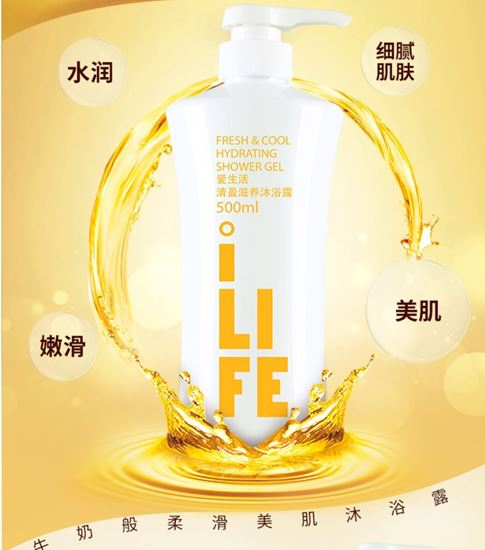 水润
细腻
肌肤
FRESH & COOL
HYDRATING
SHOWER GEL
爱生活
清盈滋养沐浴露
500ml
i
LI
FE
美肌
嫩滑
牛奶般柔滑美肌沐浴露